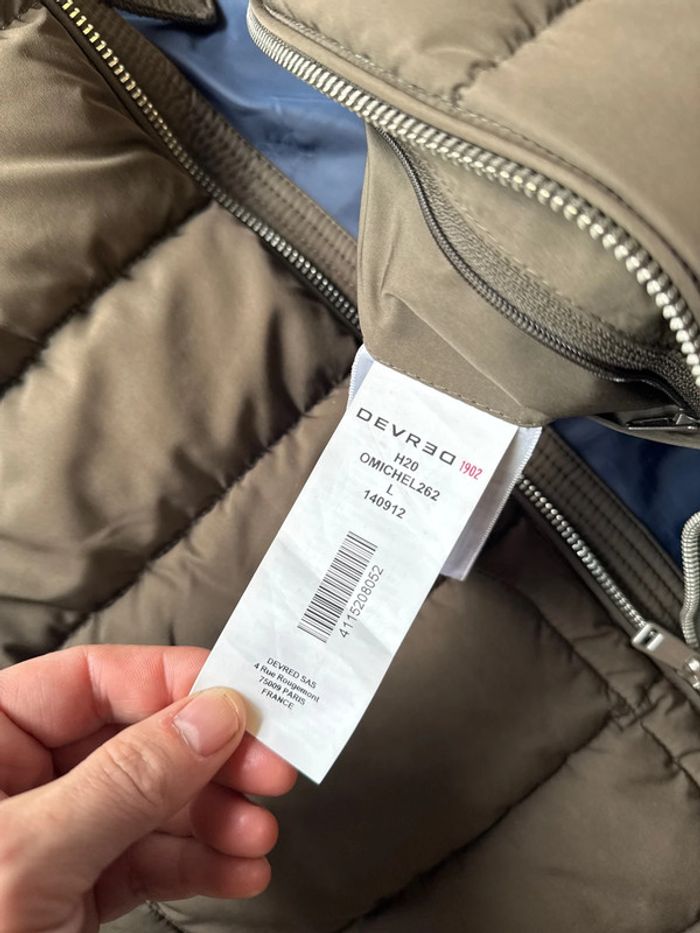 DEVRED 1902
H20
OMICHEL262
L
140912
4115208052
DEVRED SAS
4 Rue Rougemont
75009 PARIS
FRANCE